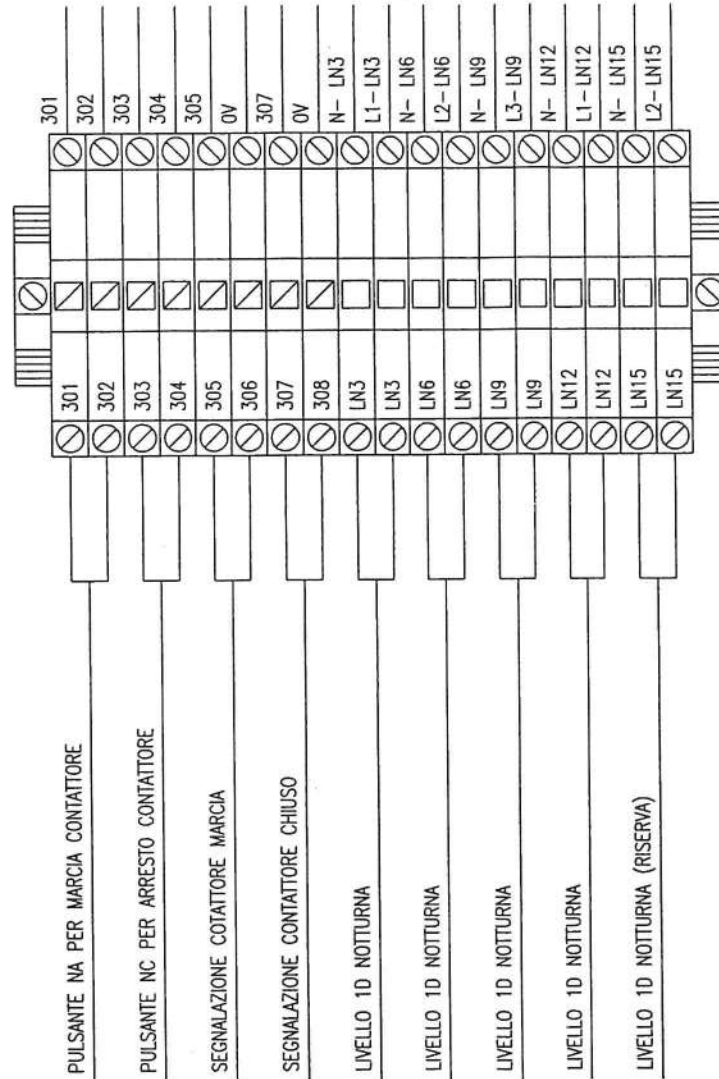 301
302
303
304
305
0V
307
0V
N- LN3
L1-LN3
N- LN6
L2-LN6
N- LN9
L3-LN9
N- LN12
L1-LN12
N- LN15
L2-LN15
301
302
303
304
305
306
307
308
LN3
LN3
LN6
LN6
LN9
LN9
LN12
LN12
LN15
LN15
PULSANTE NA PER MARCIA CONTATTORE
PULSANTE NC PER ARRESTO CONTATTORE
SEGNALAZIONE COTATTORE MARCIA
SEGNALAZIONE CONTATTORE CHIUSO
LIVELLO 1D NOTTURNA
LIVELLO 1D NOTTURNA
LIVELLO 1D NOTTURNA
LIVELLO 1D NOTTURNA
LIVELLO 1D NOTTURNA (RISERVA)